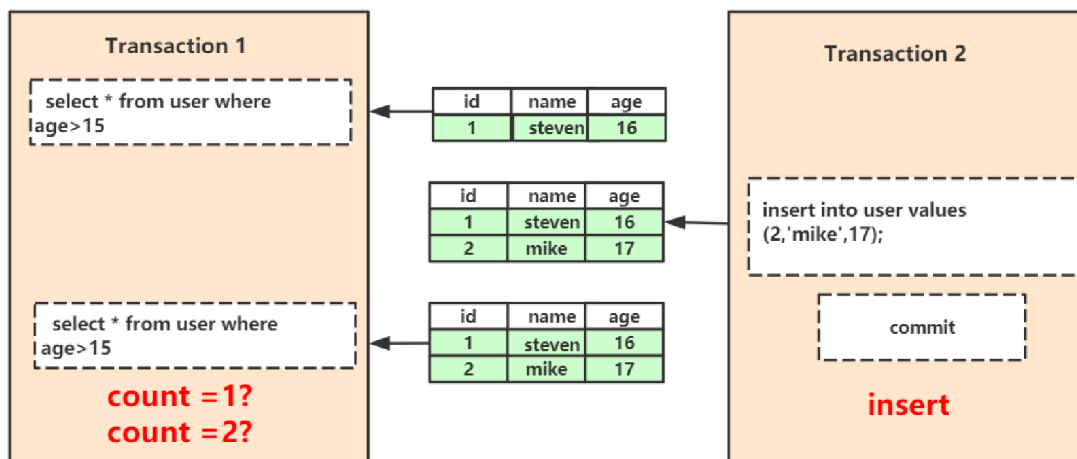 Transaction 1
select * from user where
age>15
id name age
1 steven 16
Transaction 2
id name age
1 steven 16
2 mike 17
insert into user values
(2,'mike',17);
commit
select * from user where
age>15
id name age
1 steven 16
2 mike 17
count =1?
count =2?
insert